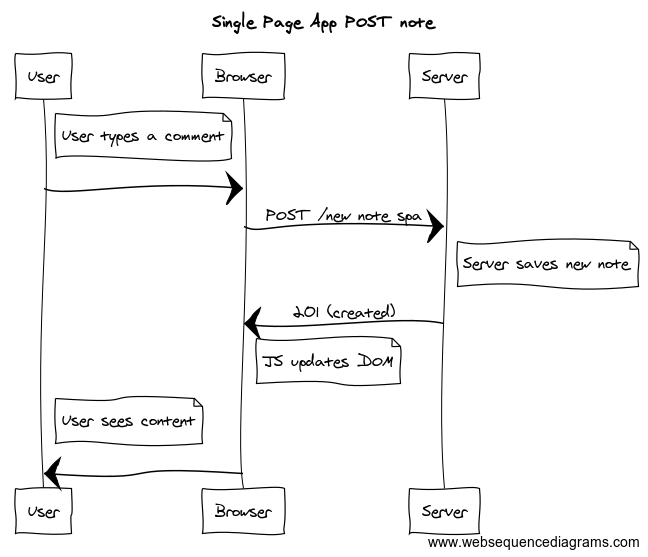 Single Page App POST note
User
Browser
Server
User types a comment
POST /new note spa
Server saves new note
201 (created)
JS updates DOM
User sees content
User
Browser
Server
www.websequencediagrams.com